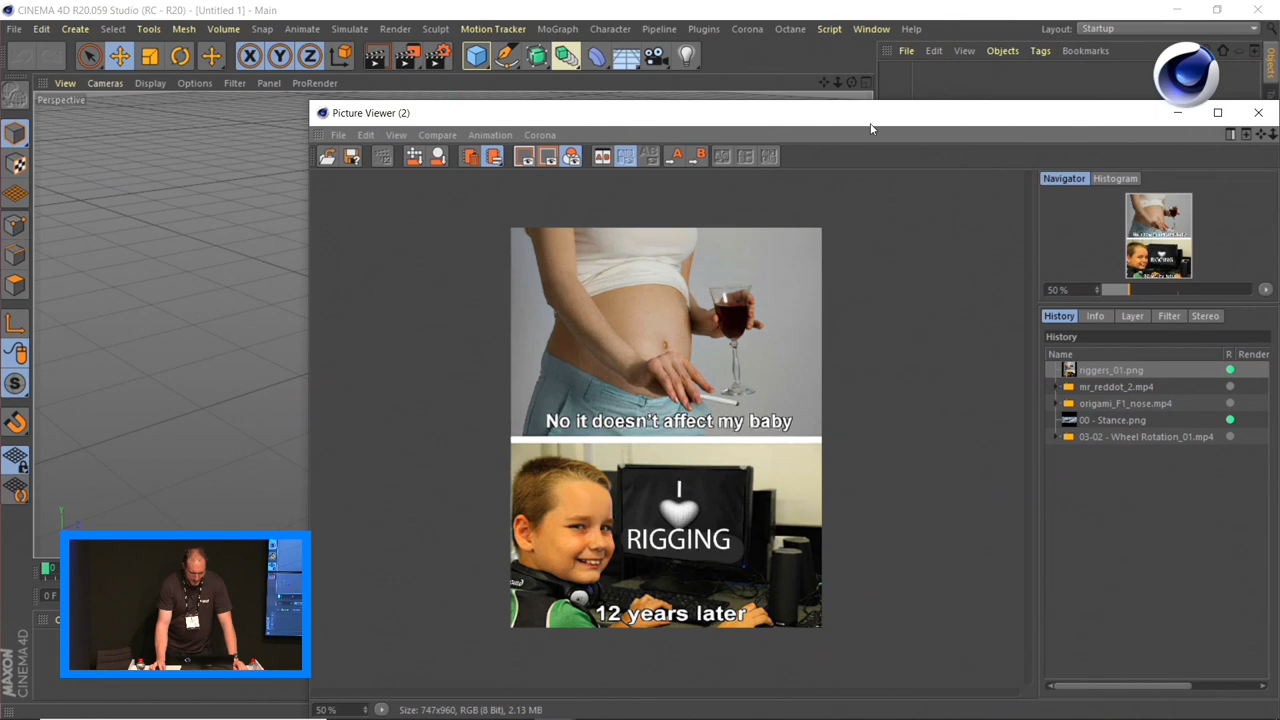 CINEMA 4D R20.059 Studio (RC - R20) - [Untitled 1] - Main
File Edit Create Select Tools Mesh Volume Snap Animate Simulate Render Sculpt Motion Tracker MoGraph Character Pipeline Plugins Corona Octane Script Window Help Layout: Startup
X Y Z
File Edit View Objects Tags Bookmarks
Objects
View Cameras Display Options Filter Panel ProRender
Perspective
Picture Viewer (2)
File Edit View Compare Animation Corona
A B
Navigator Histogram
50 %
History Info Layer Filter Stereo
History
Name R Render
riggers_01.png
mr_reddot_2.mp4
origami_F1_nose.mp4
00 - Stance.png
03-02 - Wheel Rotation_01.mp4
No it doesn't affect my baby
I
RIGGING
12 years later
Y
Z
0
0 F
MAXON
CINEMA 4D
50 % Size: 747x960, RGB (8 Bit), 2.13 MB